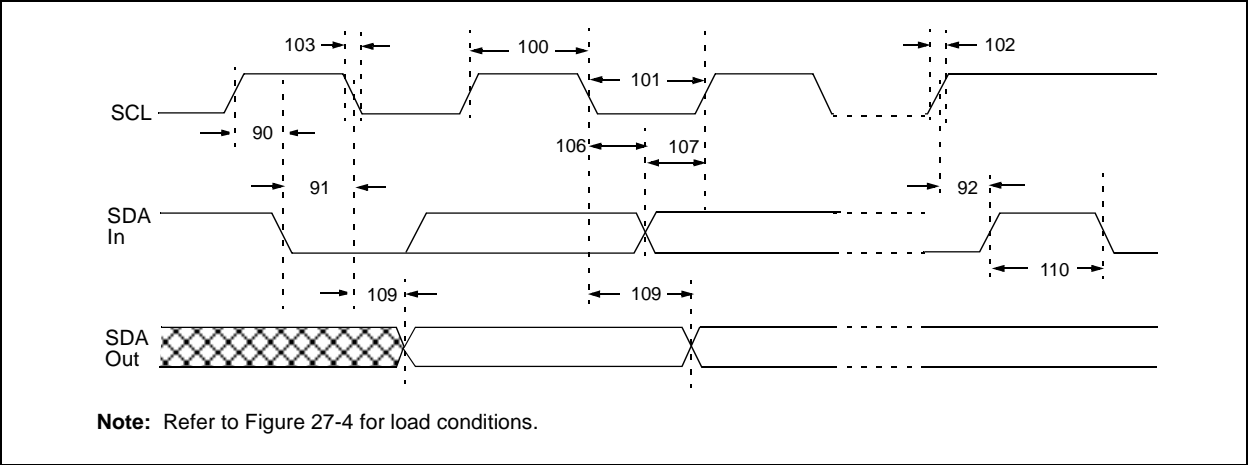 103
100
102
101
SCL
90
106
107
91
92
SDA
In
110
109
109
SDA
Out
Note: Refer to Figure 27-4 for load conditions.